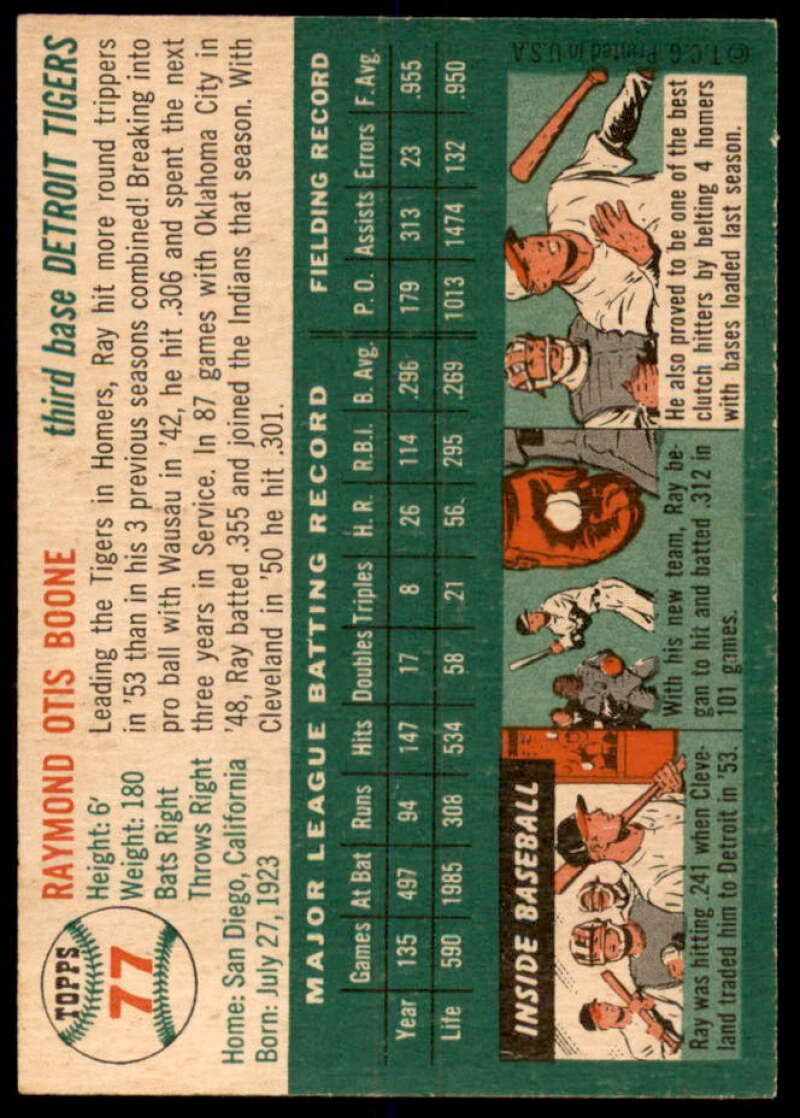 TOPPS
77
RAYMOND OTIS BOONE
third base DETROIT TIGERS
Height: 6'
Weight: 180
Bats Right
Throws Right
Home: San Diego, California
Born: July 27, 1923
Leading the Tigers in Homers, Ray hit more round trippers
in '53 than in his 3 previous seasons combined! Breaking into
pro ball with Wausau in '42, he hit .306 and spent the next
three years in Service. In 87 games with Oklahoma City in
'48, Ray batted .355 and joined the Indians that season. With
Cleveland in '50 he hit .301.
MAJOR LEAGUE BATTING RECORD FIELDING RECORD
Games At Bat Runs Hits Doubles Triples H. R. R.B.I. B. Avg. P. O. Assists Errors F. Avg.
Year 135 497 94 147 17 8 26 114 .296 179 313 23 .955
Life 590 1985 308 534 58 21 56 295 .269 1013 1474 132 .950
INSIDE BASEBALL
Ray was hitting .241 when Cleve-
land traded him to Detroit in '53.
With his new team, Ray be-
gan to hit and batted .312 in
101 games.
He also proved to be one of the best
clutch hitters by belting 4 homers
with bases loaded last season.
© T.C.G. Printed in U.S.A